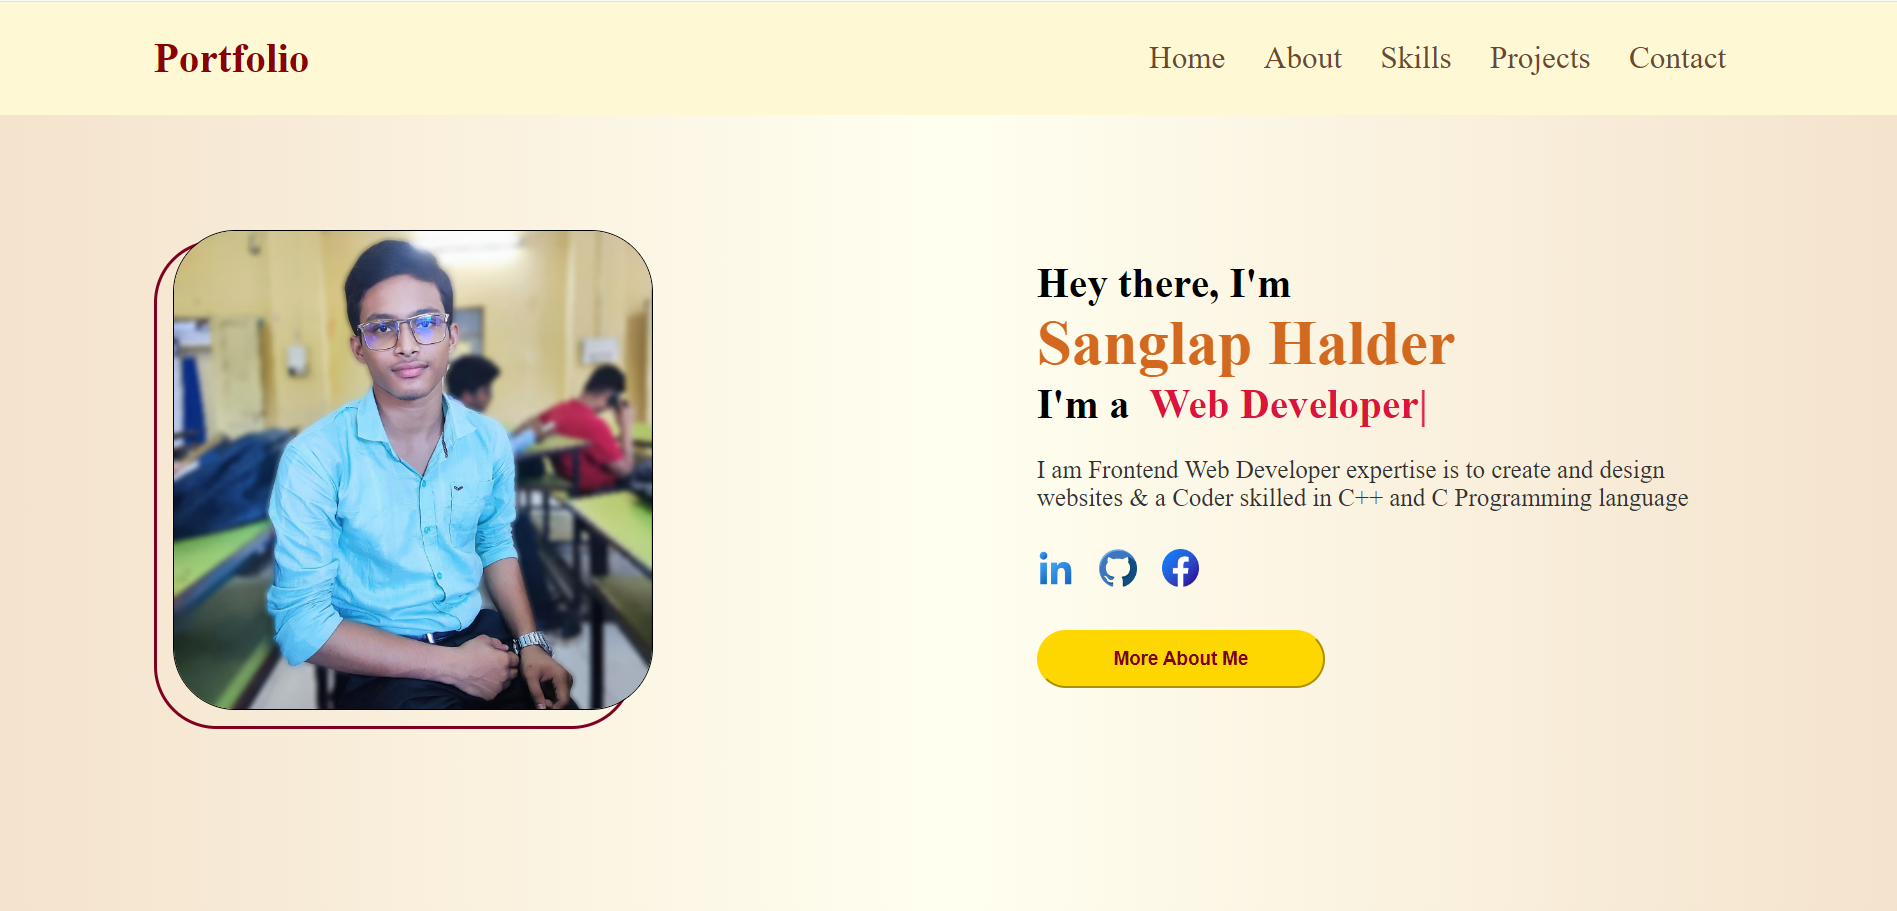 Portfolio
Home About Skills Projects Contact
Hey there, I'm
Sanglap Halder
I'm a Web Developer|
I am Frontend Web Developer expertise is to create and design
websites & a Coder skilled in C++ and C Programming language
in
More About Me